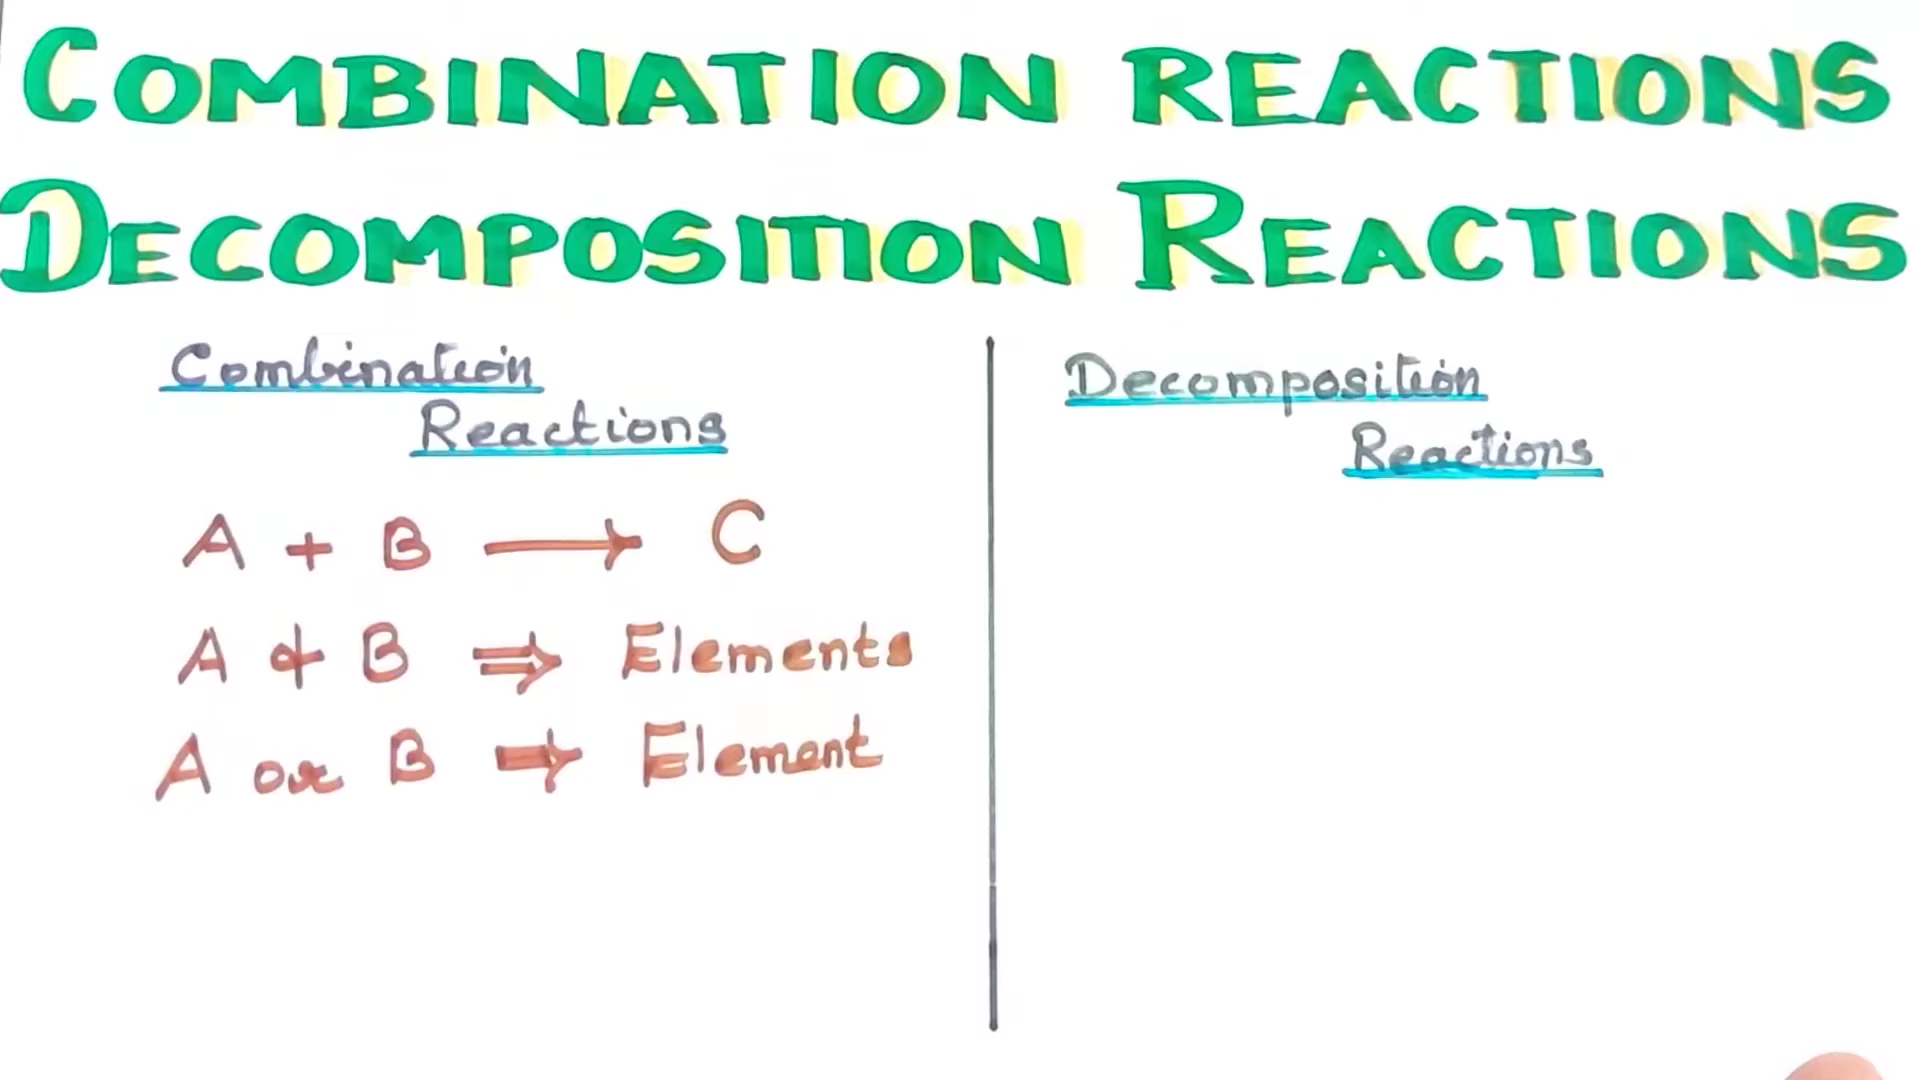 COMBINATION REACTIONS
DECOMPOSITION REACTIONS
Combination
Reactions
A + B ⟶ C
A & B ⇒ Elements
A or B ⇒ Element
Decomposition
Reactions